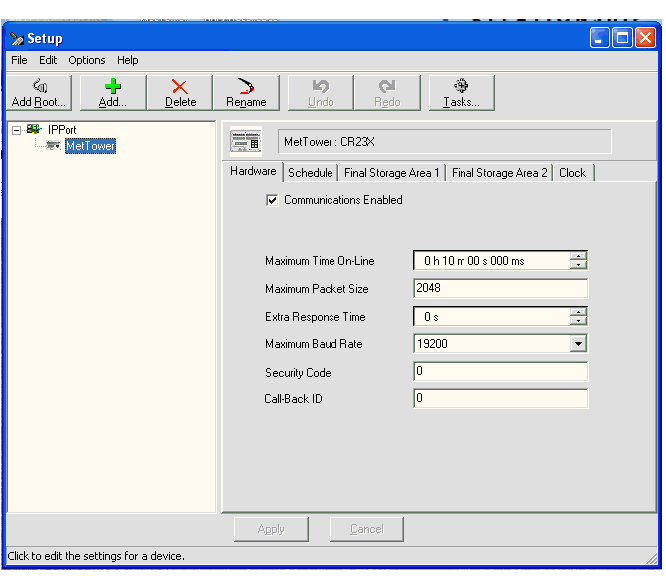 Setup
File Edit Options Help
Add Root... Add... Delete Rename Undo Redo Tasks...
IPPort
MetTower
MetTower: CR23X
Hardware Schedule Final Storage Area 1 Final Storage Area 2 Clock
Communications Enabled
Maximum Time On-Line 0 h 10 m 00 s 000 ms
Maximum Packet Size 2048
Extra Response Time 0 s
Maximum Baud Rate 19200
Security Code 0
Call-Back ID 0
Apply Cancel
Click to edit the settings for a device.